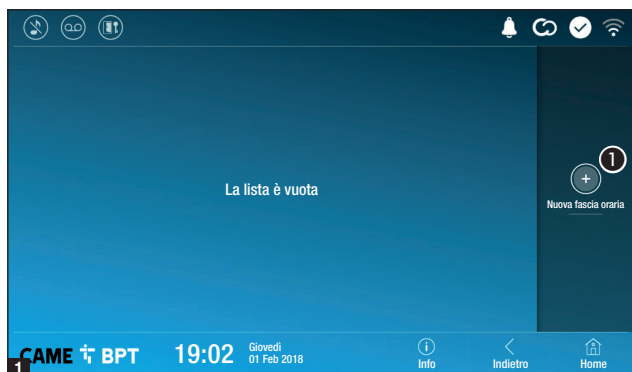 1
La lista è vuota
Nuova fascia oraria
CAME BPT
19:02
Giovedì
01 Feb 2018
Info
Indietro
Home
1